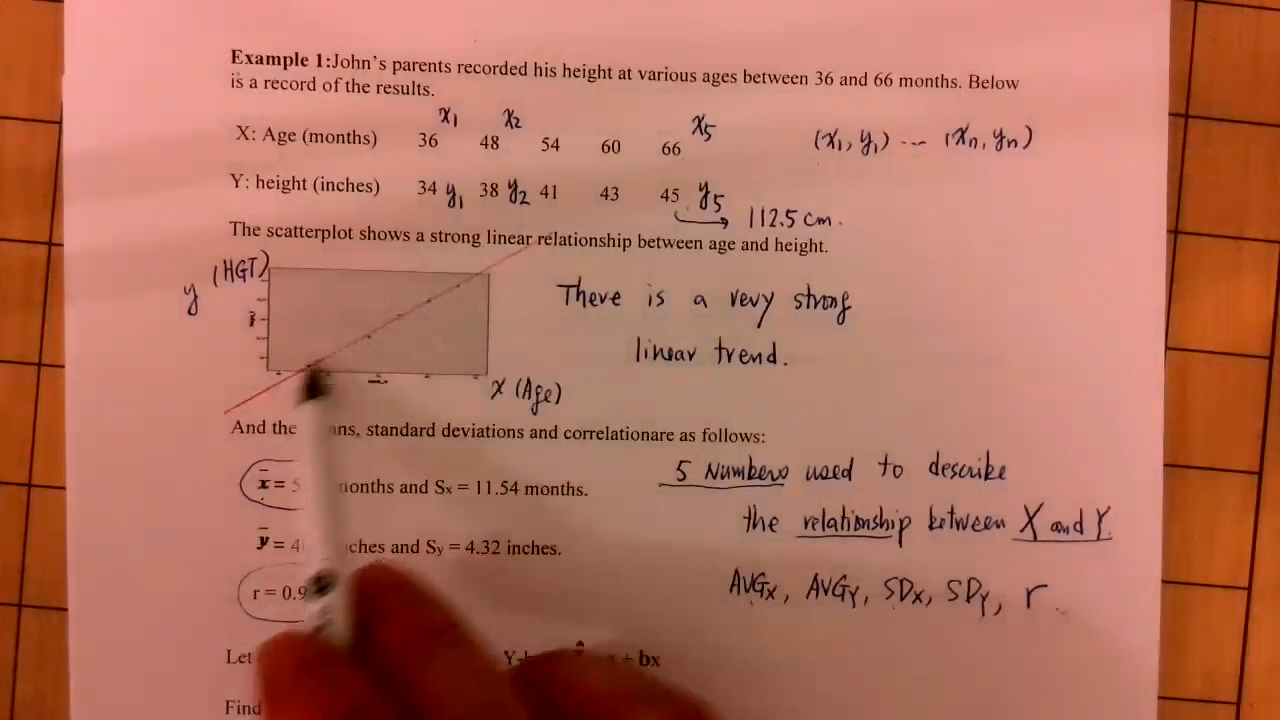 Example 1:John's parents recorded his height at various ages between 36 and 66 months. Below
is a record of the results.
x₁ x₂ x₅
X: Age (months) 36 48 54 60 66 (x₁, y₁) ... (xₙ, yₙ)
Y: height (inches) 34 y₁ 38 y₂ 41 43 45 y₅
112.5 cm.
The scatterplot shows a strong linear relationship between age and height.
y (HGT)
There is a very strong
linear trend.
X (Age)
And the standard deviations and correlationare as follows:
5 Numbers used to describe
x̄ = and Sx = 11.54 months.
the relationship between X and Y.
ȳ = and Sy = 4.32 inches.
AVGx, AVGY, SDx, SDY, r.
r = 0.9
Let + bx
Find